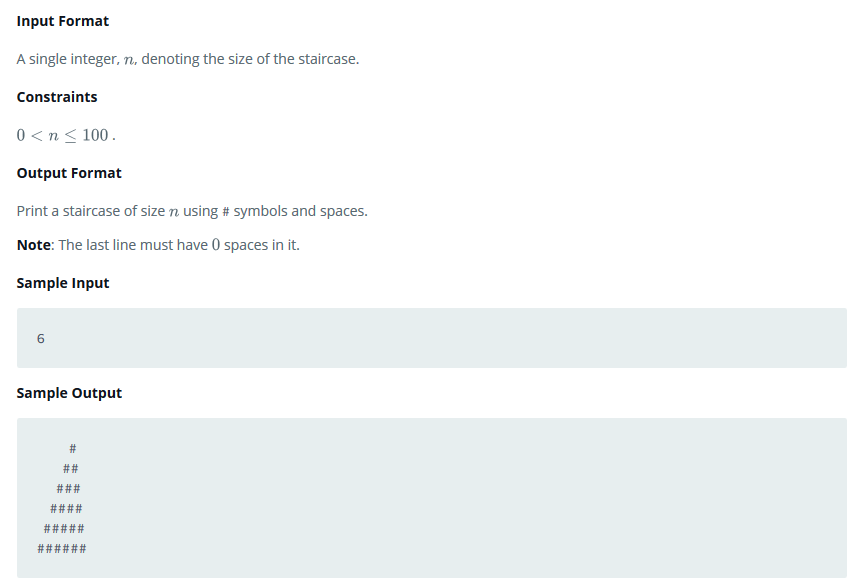 Input Format
A single integer, n, denoting the size of the staircase.
Constraints
0 < n ≤ 100 .
Output Format
Print a staircase of size n using # symbols and spaces.
Note: The last line must have 0 spaces in it.
Sample Input
6
Sample Output
     #
    ##
   ###
  ####
 #####
######